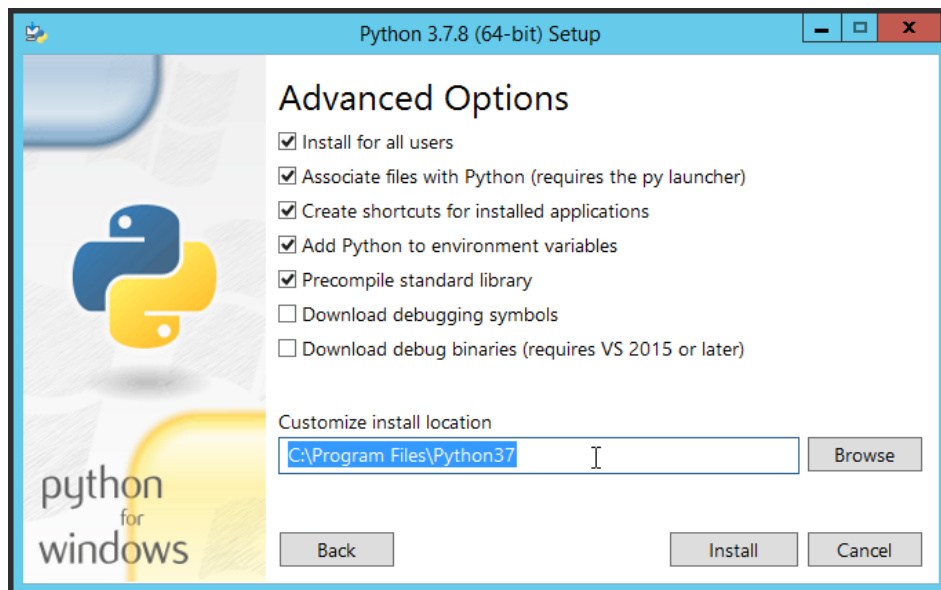 Python 3.7.8 (64-bit) Setup
Advanced Options
Install for all users
Associate files with Python (requires the py launcher)
Create shortcuts for installed applications
Add Python to environment variables
Precompile standard library
Download debugging symbols
Download debug binaries (requires VS 2015 or later)
Customize install location
C:\Program Files\Python37
Browse
python
for
windows
Back
Install
Cancel